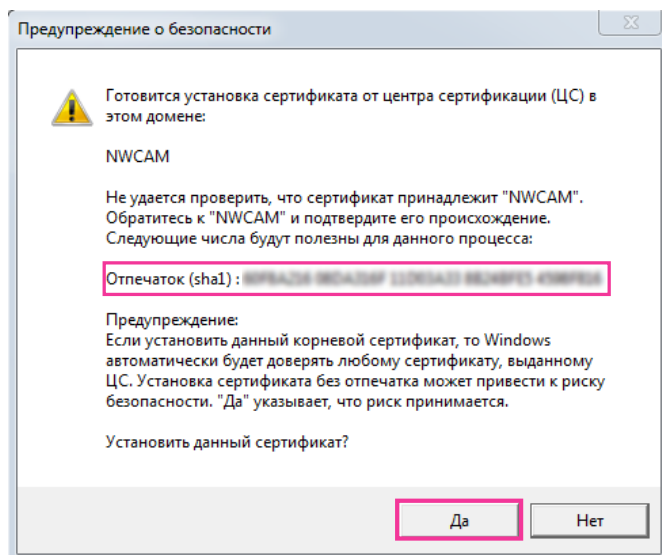 Предупреждение о безопасности
Готовится установка сертификата от центра сертификации (ЦС) в
этом домене:
NWCAM
Не удается проверить, что сертификат принадлежит "NWCAM".
Обратитесь к "NWCAM" и подтвердите его происхождение.
Следующие числа будут полезны для данного процесса:
Отпечаток (sha1) :
Предупреждение:
Если установить данный корневой сертификат, то Windows
автоматически будет доверять любому сертификату, выданному
ЦС. Установка сертификата без отпечатка может привести к риску
безопасности. "Да" указывает, что риск принимается.
Установить данный сертификат?
Да
Нет